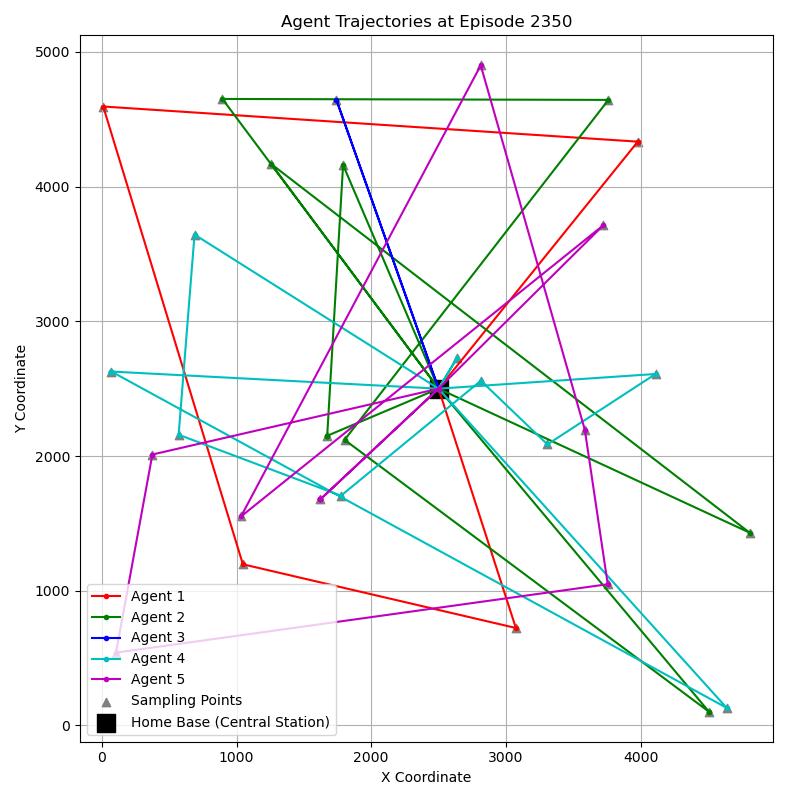 Agent Trajectories at Episode 2350
Y Coordinate
5000
4000
3000
2000
1000
0
Agent 1
Agent 2
Agent 3
Agent 4
Agent 5
Sampling Points
Home Base (Central Station)
0 1000 2000 3000 4000
X Coordinate